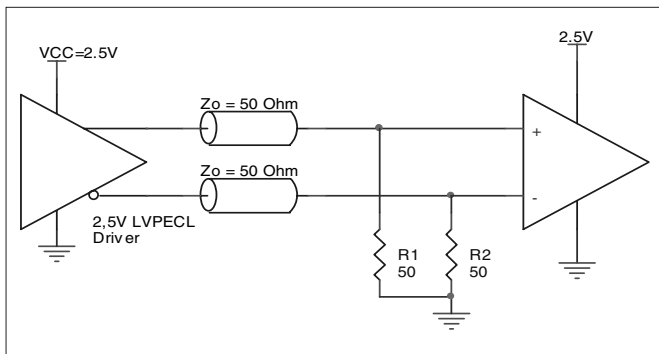 VCC=2.5V
2.5V
Zo = 50 Ohm
+
Zo = 50 Ohm
-
2,5V LVPECL
Driver
R1
50
R2
50